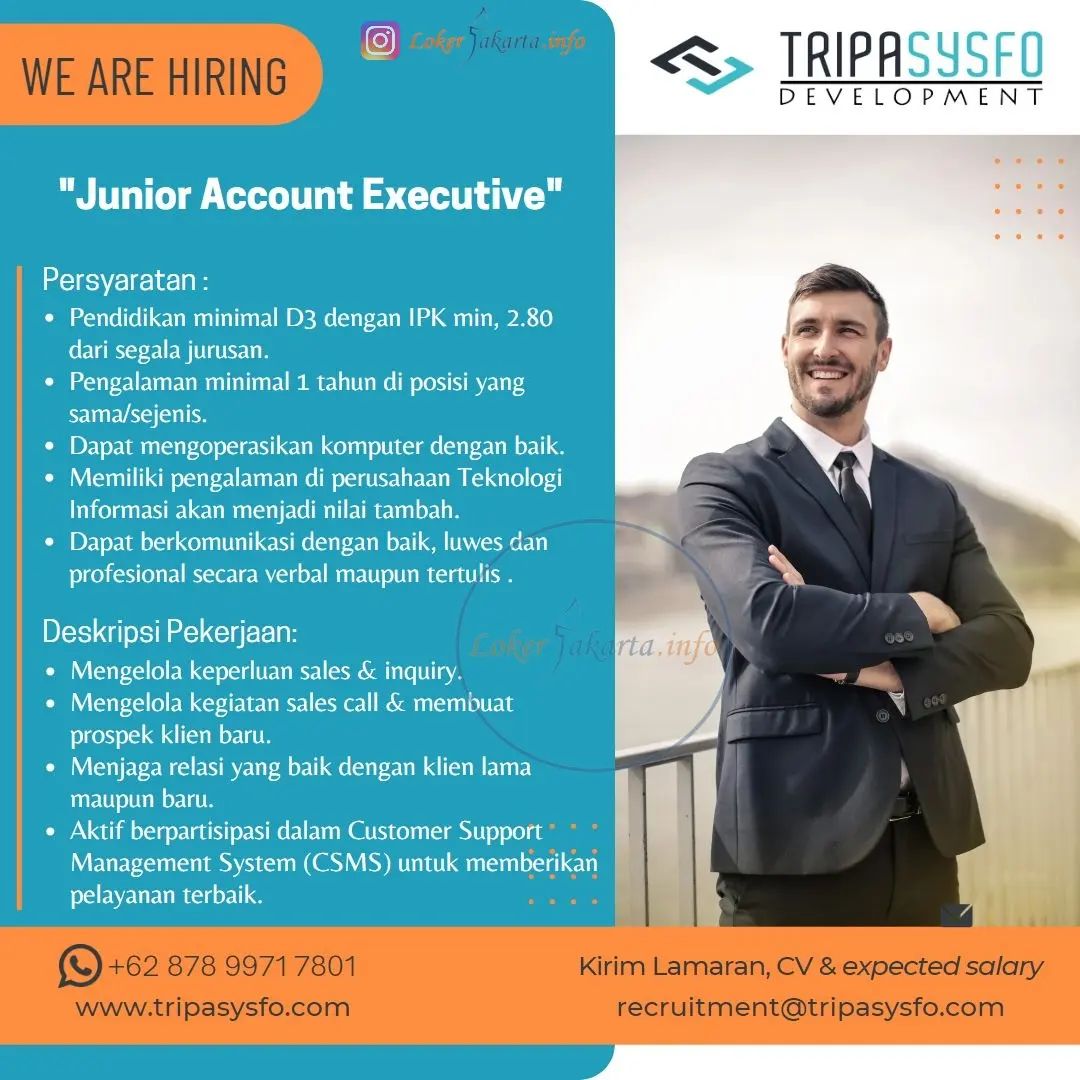 Loker Jakarta.info
WE ARE HIRING
TRIPASYSFO
DEVELOPMENT
"Junior Account Executive"
Persyaratan :
• Pendidikan minimal D3 dengan IPK min, 2.80
dari segala jurusan.
• Pengalaman minimal 1 tahun di posisi yang
sama/sejenis.
• Dapat mengoperasikan komputer dengan baik.
• Memiliki pengalaman di perusahaan Teknologi
Informasi akan menjadi nilai tambah.
• Dapat berkomunikasi dengan baik, luwes dan
profesional secara verbal maupun tertulis .
Deskripsi Pekerjaan:
Loker Jakarta.info
• Mengelola keperluan sales & inquiry.
• Mengelola kegiatan sales call & membuat
prospek klien baru.
• Menjaga relasi yang baik dengan klien lama
maupun baru.
• Aktif berpartisipasi dalam Customer Support
Management System (CSMS) untuk memberikan
pelayanan terbaik.
+62 878 9971 7801
www.tripasysfo.com
Kirim Lamaran, CV & expected salary
recruitment@tripasysfo.com